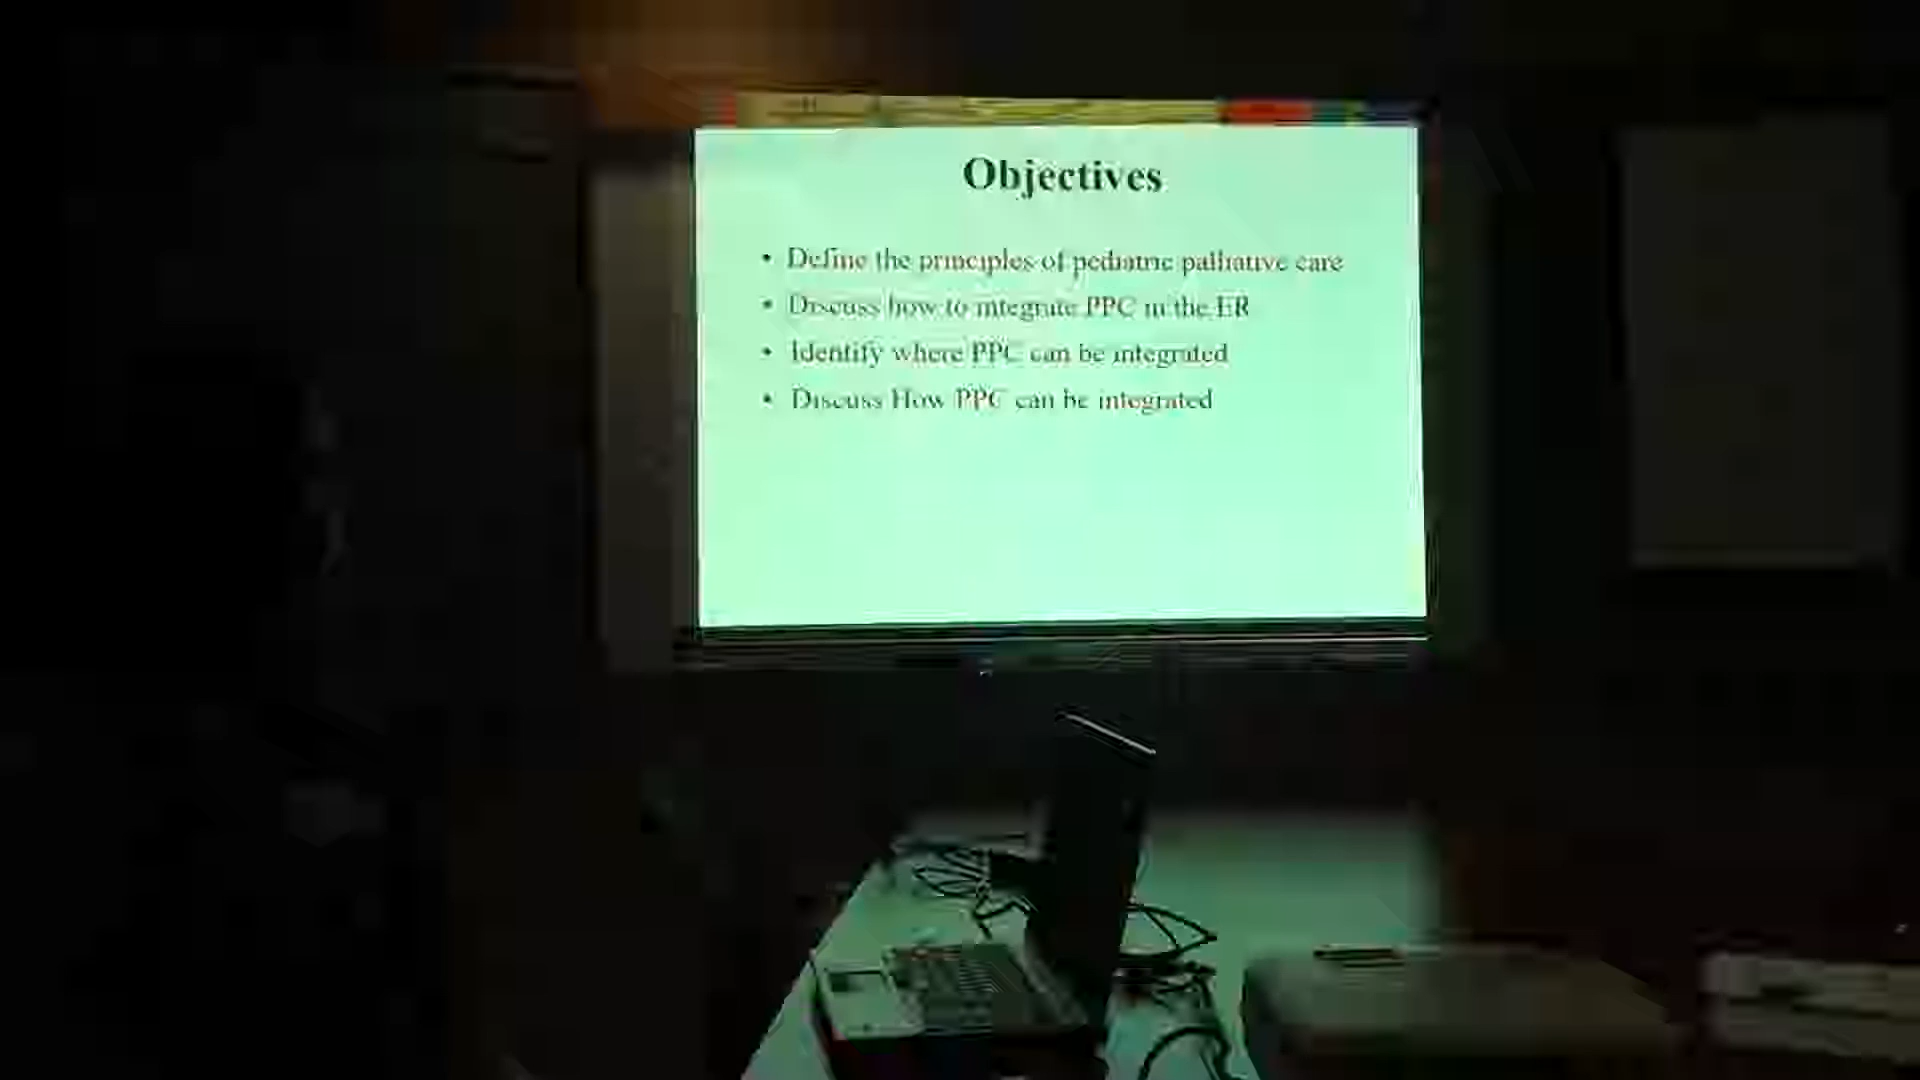 Objectives
• Define the principles of pediatric palliative care
• Discuss how to integrate PPC in the ER
• Identify where PPC can be integrated
• Discuss How PPC can be integrated